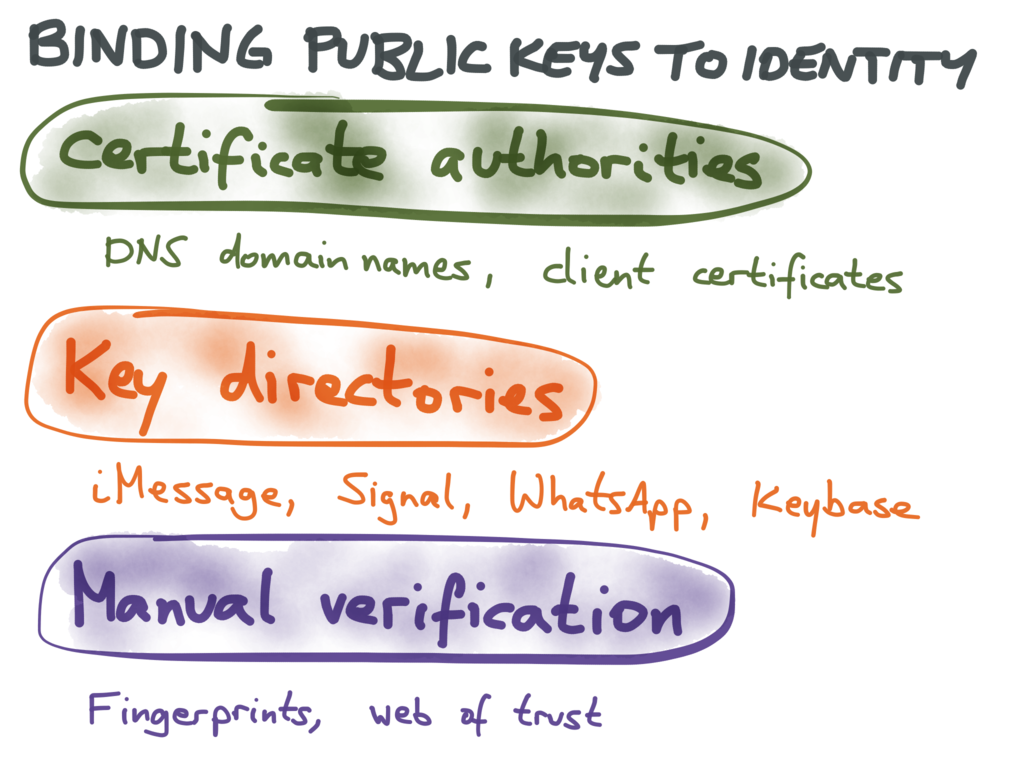 BINDING PUBLIC KEYS TO IDENTITY
Certificate authorities
DNS domain names, client certificates
Key directories
iMessage, Signal, WhatsApp, Keybase
Manual verification
Fingerprints, web of trust